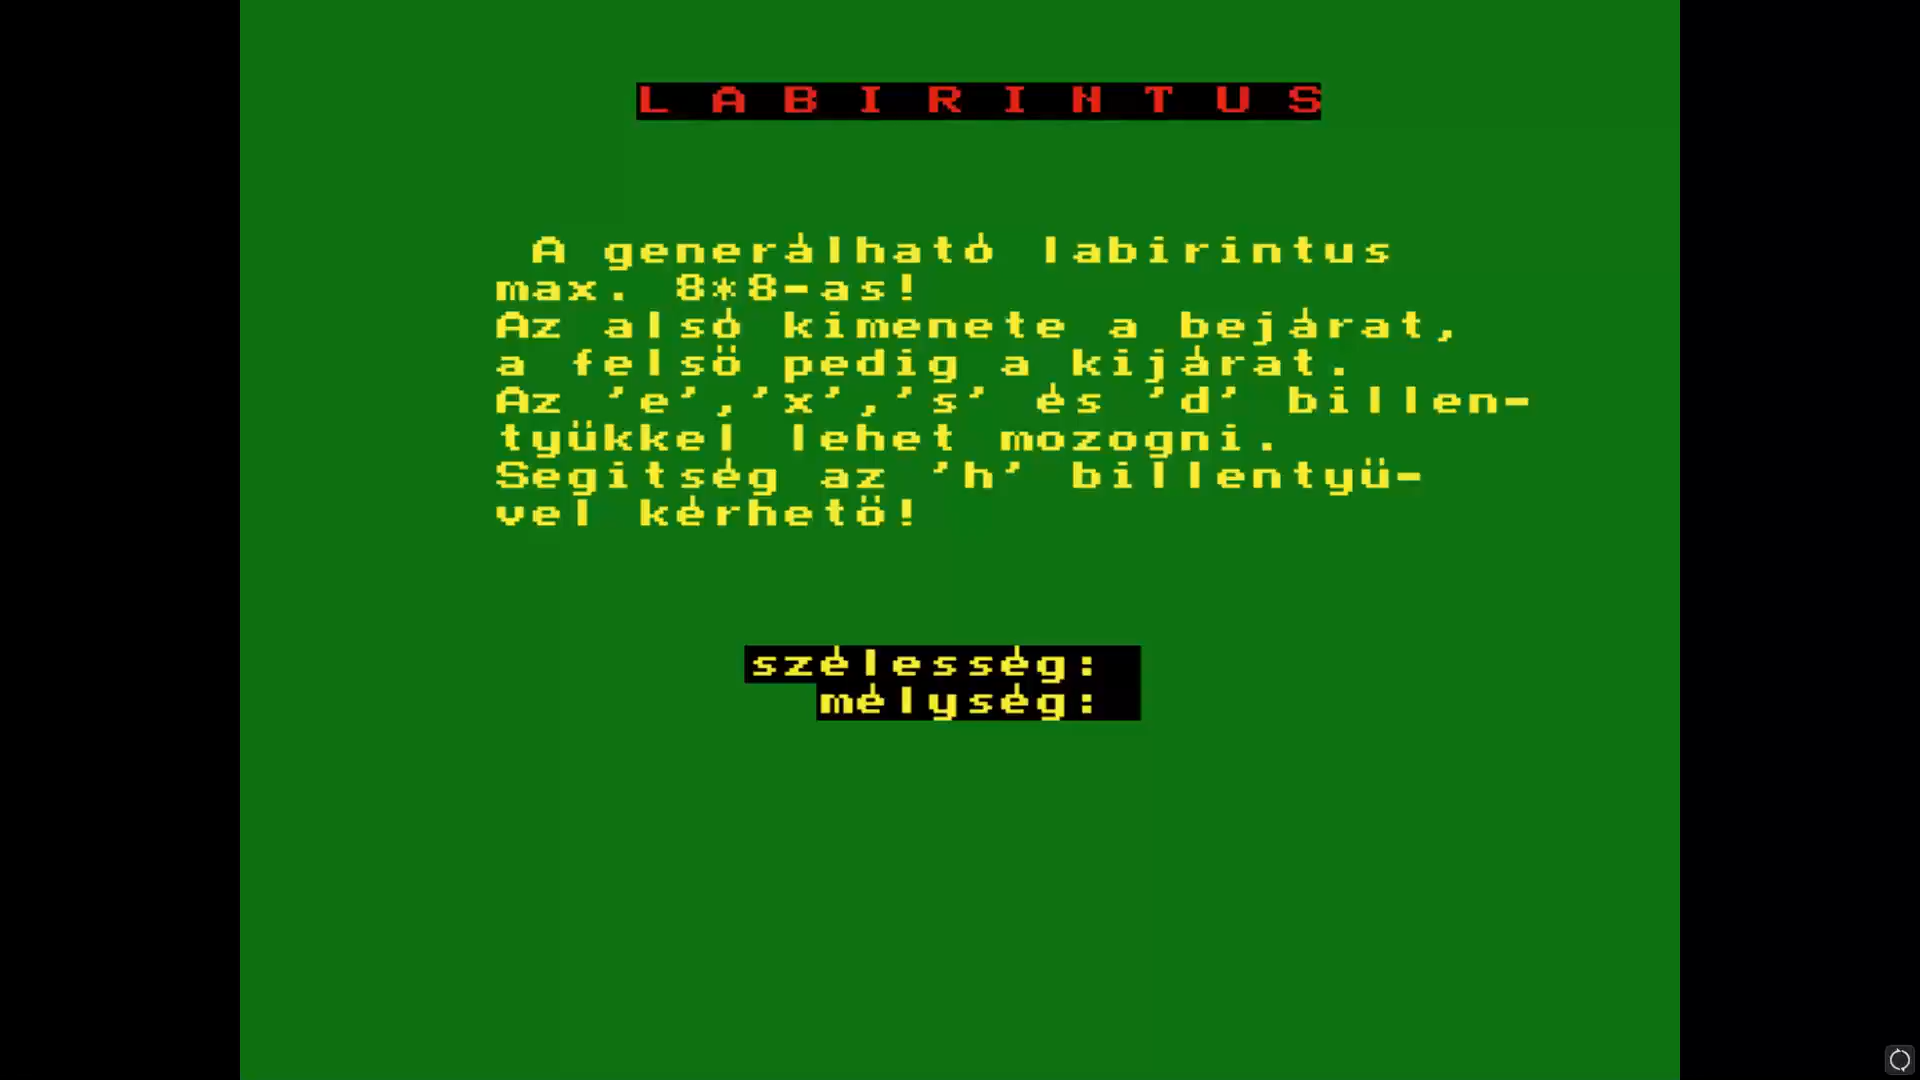 L A B I R I N T U S
A generálható labirintus
max. 8*8-as!
Az alsó kimenete a bejárat,
a felsö pedig a kijárat.
Az 'e','x','s' és 'd' billen-
tyükkel lehet mozogni.
Segitség az 'h' billentyü-
vel kérhetö!
szélesség:
mélység: